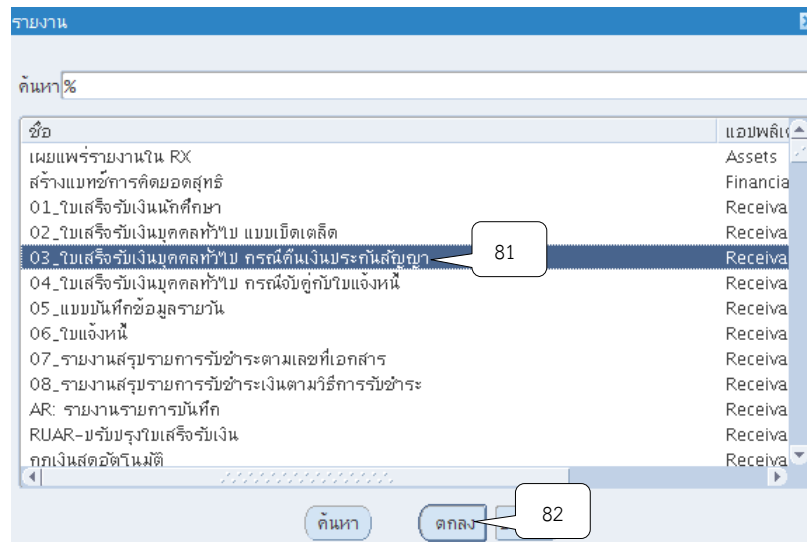 รายงาน
ค้นหา %
ชื่อ
เผยแพร่รายงานใน RX Assets
สร้างแบทช์การคิดยอดสุทธิ Financia
01_ใบเสร็จรับเงินนักศึกษา Receiva
02_ใบเสร็จรับเงินบุคคลทั่วไป แบบเบ็ดเตล็ด Receiva
03_ใบเสร็จรับเงินบุคคลทั่วไป กรณีคืนเงินประกันสัญญา 81 Receiva
04_ใบเสร็จรับเงินบุคคลทั่วไป กรณีจับคู่กับใบแจ้งหนี้ Receiva
05_แบบบันทึกข้อมูลรายวัน Receiva
06_ใบแจ้งหนี้ Receiva
07_รายงานสรุปรายการรับชำระตามเลขที่เอกสาร Receiva
08_รายงานสรุปรายการรับชำระเงินตามวิธีการรับชำระ Receiva
AR: รายงานรายการบันทึก Receiva
RUAR-ปรับปรุงใบเสร็จรับเงิน Receiva
กฎเงินสดอัตโนมัติ Receiva
ค้นหา ตกลง 82